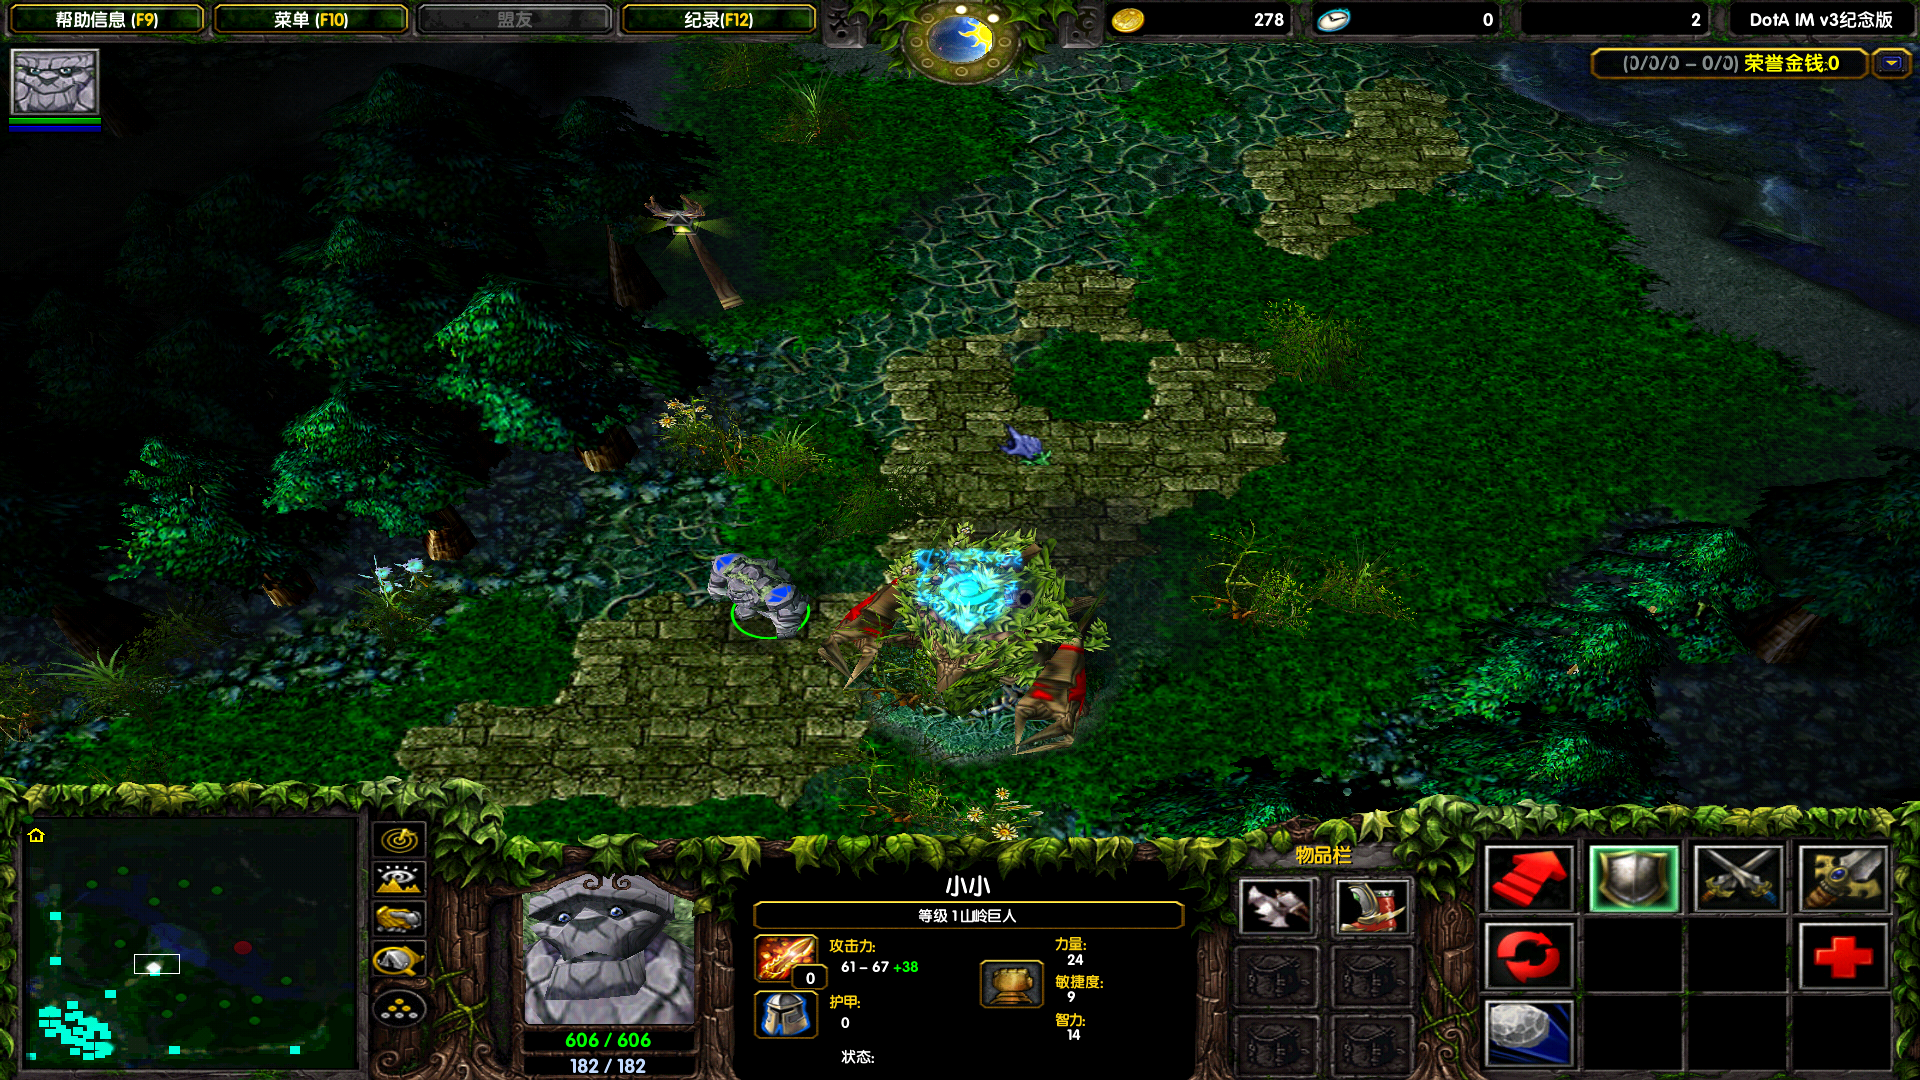 帮助信息 (F9)
菜单 (F10)
盟友
纪录(F12)
278
0
2
DotA IM v3纪念版
(0/0/0 – 0/0) 荣誉金钱:0
小小
等级 1山岭巨人
攻击力:
61 – 67 +38
0
护甲:
0
状态:
力量:
24
敏捷度:
9
智力:
14
606 / 606
182 / 182
物品栏